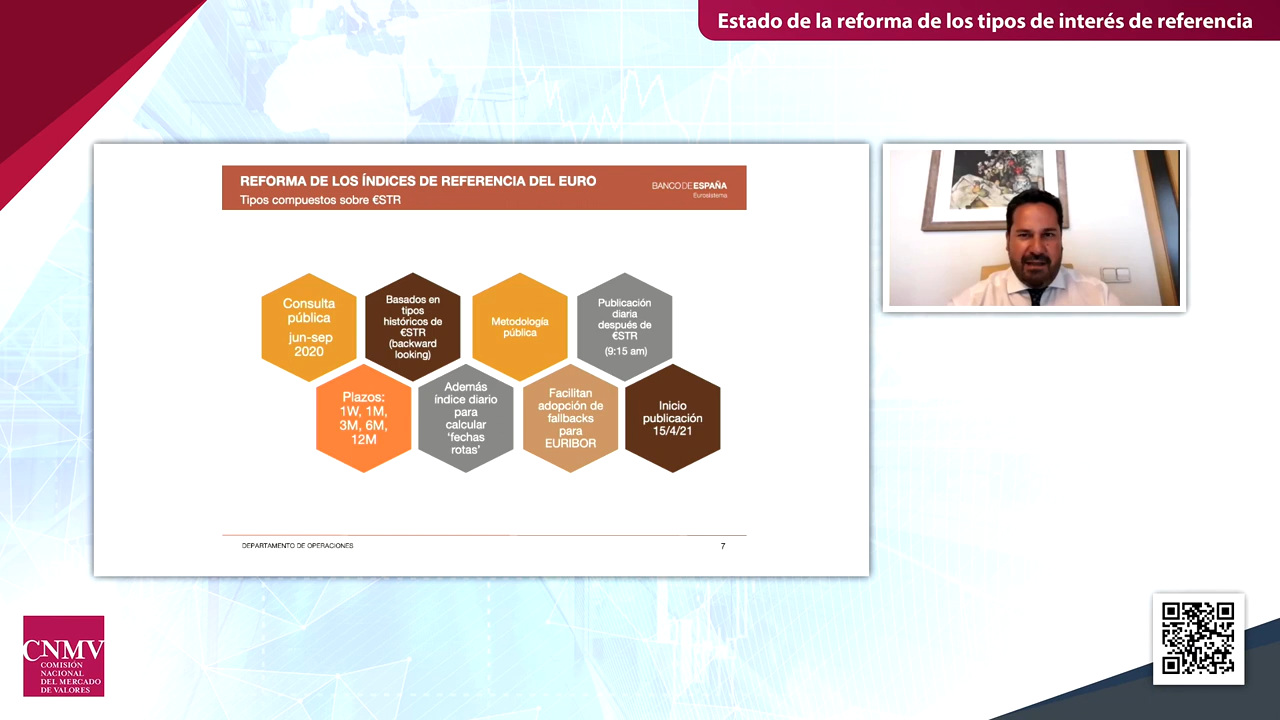 Estado de la reforma de los tipos de interés de referencia
REFORMA DE LOS ÍNDICES DE REFERENCIA DEL EURO
Tipos compuestos sobre €STR
BANCO DE ESPAÑA
Eurosistema
Consulta
pública
jun-sep
2020
Basados en
tipos
históricos de
€STR
(backward
looking)
Metodología
pública
Publicación
diaria
después de
€STR
(9:15 am)
Plazos:
1W, 1M,
3M, 6M,
12M
Además
índice diario
para
calcular
'fechas
rotas'
Facilitan
adopción de
fallbacks
para
EURIBOR
Inicio
publicación
15/4/21
DEPARTAMENTO DE OPERACIONES
7
CNMV
COMISIÓN
NACIONAL
DEL MERCADO
DE VALORES